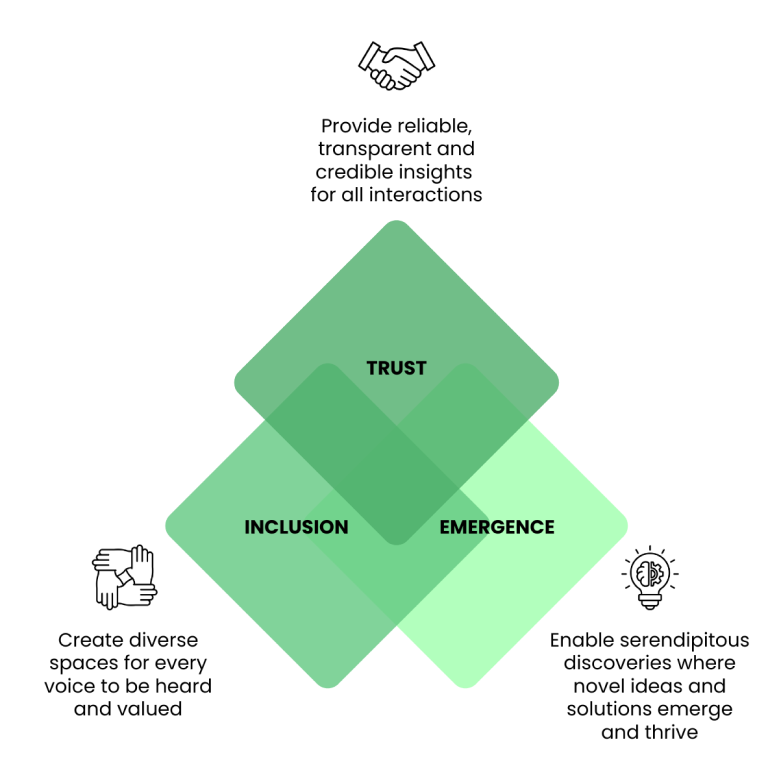 Provide reliable,
transparent and
credible insights
for all interactions
TRUST
INCLUSION
EMERGENCE
Create diverse
spaces for every
voice to be heard
and valued
Enable serendipitous
discoveries where
novel ideas and
solutions emerge
and thrive